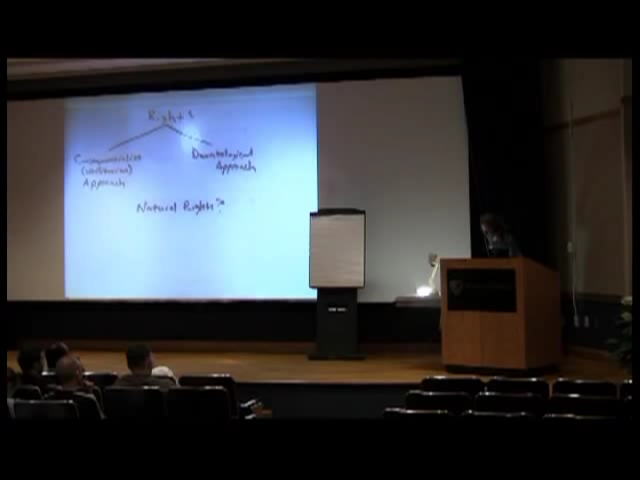 Rights
Consequentialist
Deontological
(utilitarian)
Approach
Approach
Natural Rights?